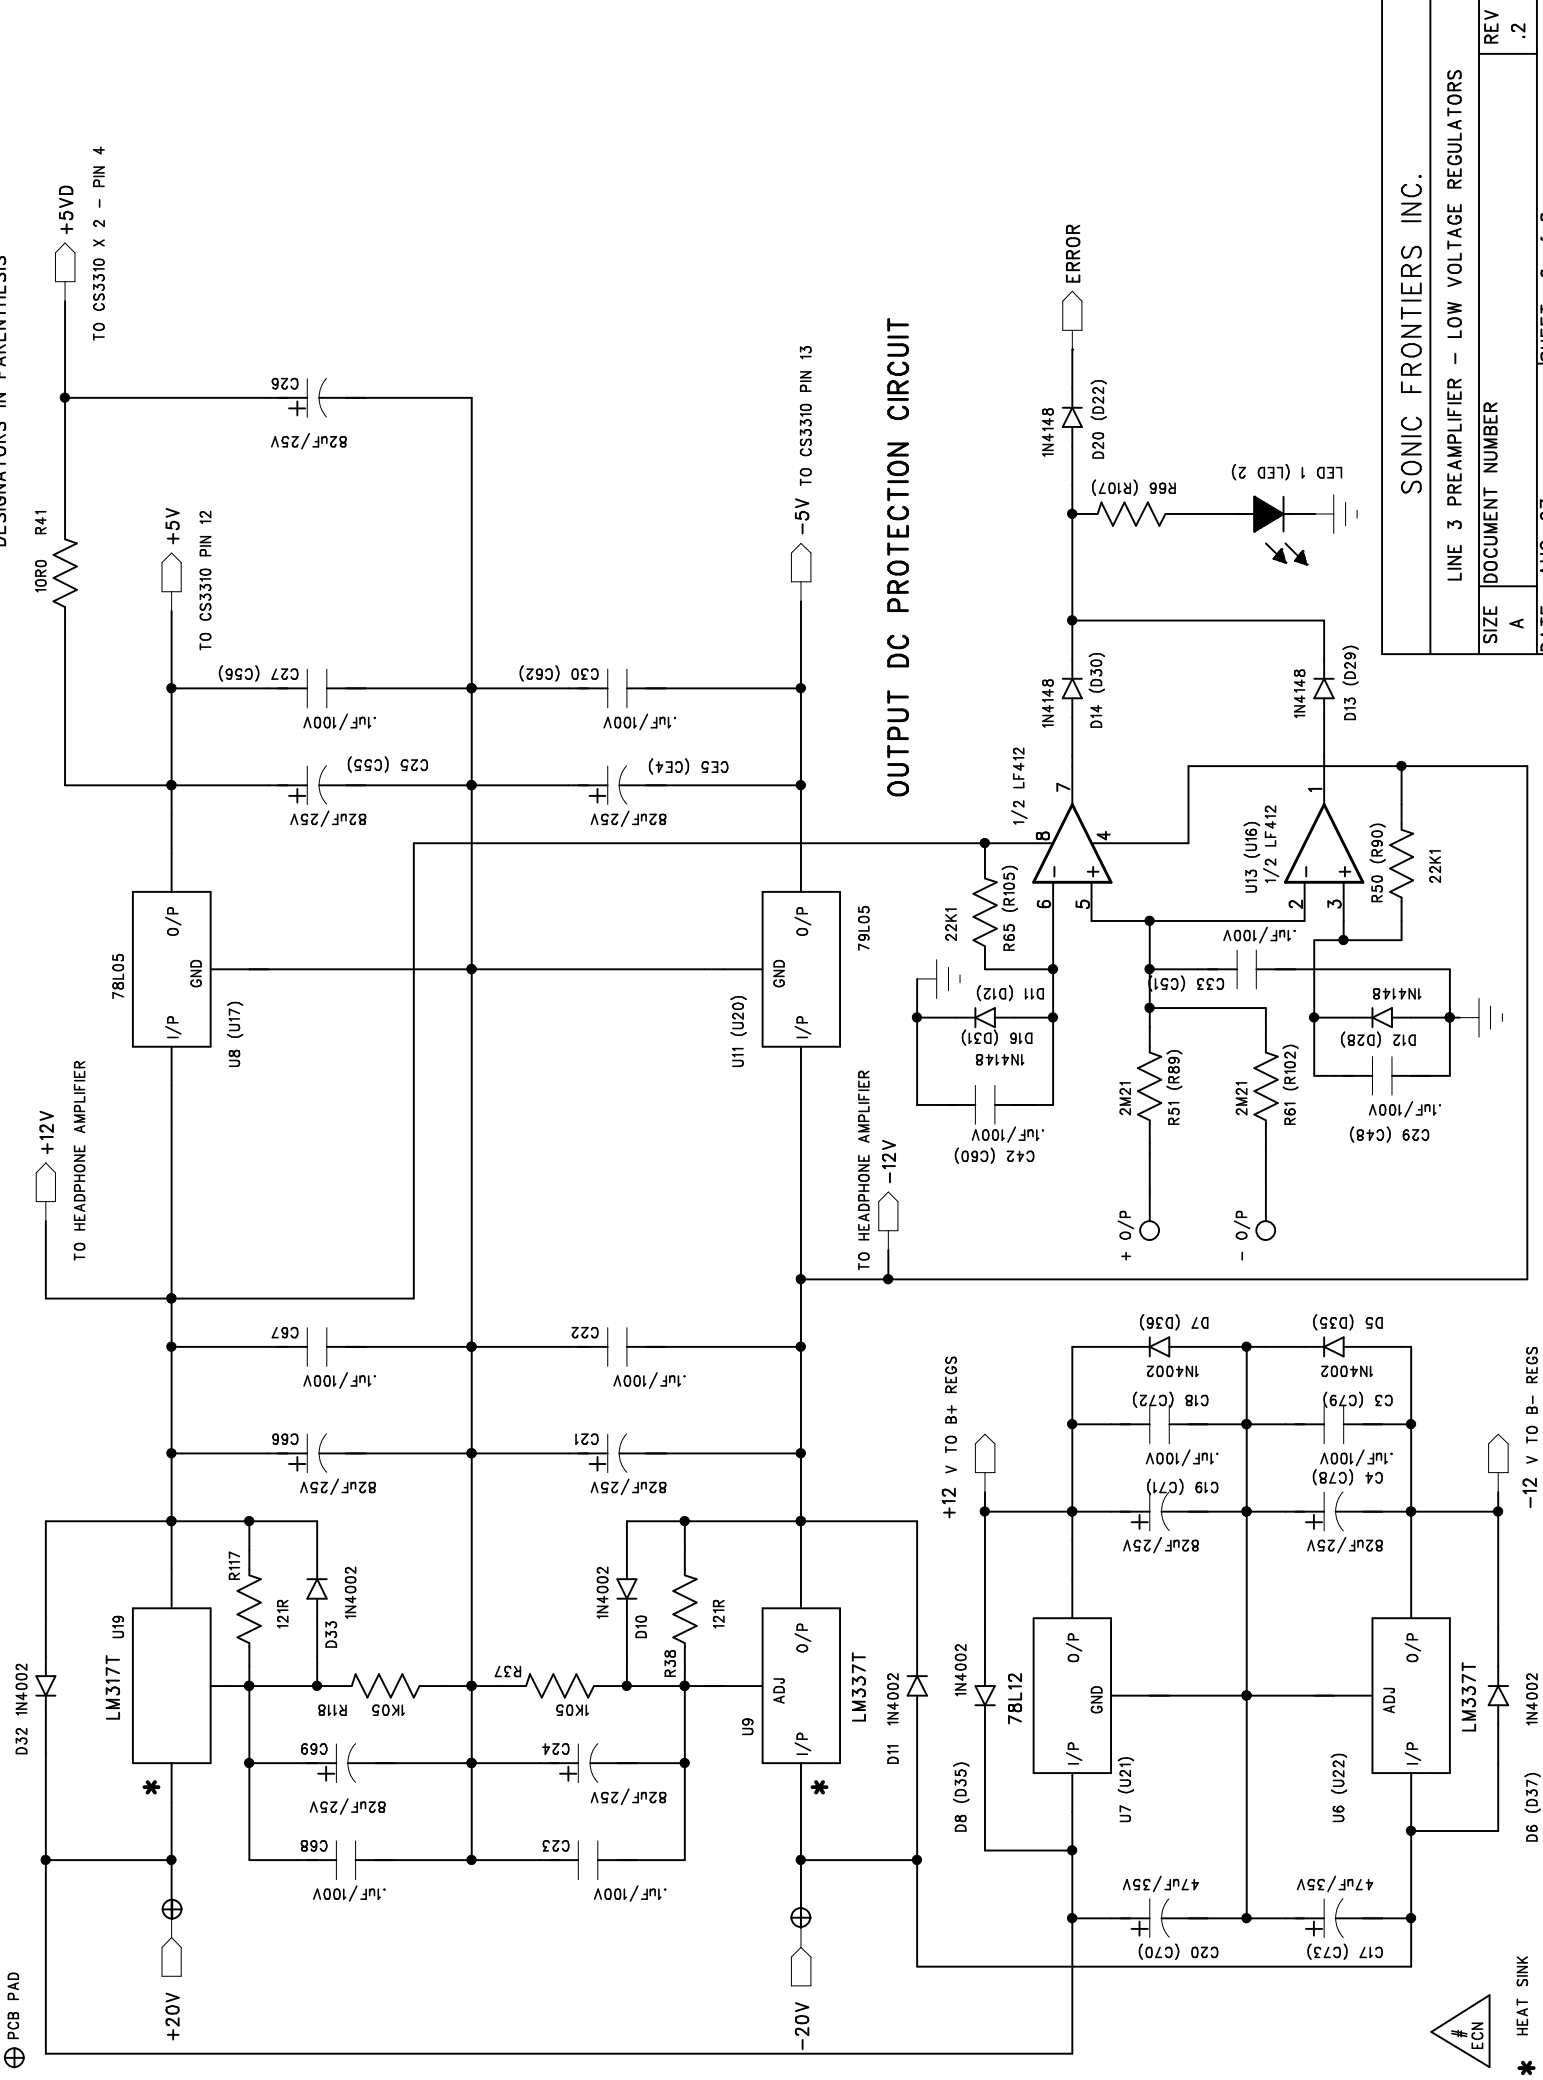 DESIGNATORS IN PARENTHESIS
⊕ PCB PAD
+20V
D32 1N4002
LM317T
U19
*
R117
121R
D33
1N4002
R118
1K05
C69
82uF/25V
C68
.1uF/100V
C66
82uF/25V
C67
.1uF/100V
+12V
TO HEADPHONE AMPLIFIER
78L05
I/P
O/P
GND
U8 (U17)
+5V
TO CS3310 PIN 12
10R0 R41
+5VD
TO CS3310 X 2 - PIN 4
C26
82uF/25V
C25 (C55)
82uF/25V
C27 (C56)
.1uF/100V
CE5 (CE4)
82uF/25V
C30 (C62)
.1uF/100V
-20V
R37
1K05
1N4002
D10
R38
121R
C24
82uF/25V
C23
.1uF/100V
U9
I/P
ADJ
O/P
LM337T
*
D11 1N4002
C21
82uF/25V
C22
.1uF/100V
TO HEADPHONE AMPLIFIER
-12V
U11 (U20)
I/P
GND
O/P
79L05
-5V TO CS3310 PIN 13
OUTPUT DC PROTECTION CIRCUIT
D8 (D35)
1N4002
78L12
I/P
GND
O/P
U7 (U21)
+12 V TO B+ REGS
C20 (C70)
47uF/35V
C17 (C73)
47uF/35V
C19 (C71)
82uF/25V
C18 (C72)
.1uF/100V
D7 (D36)
1N4002
C4 (C78)
82uF/25V
C3 (C79)
.1uF/100V
D5 (D35)
1N4002
U6 (U22)
I/P
ADJ
O/P
LM337T
D6 (D37)
1N4002
-12 V TO B- REGS
C42 (C60)
.1uF/100V
D16 (D31)
1N4148
D11 (D12)
22K1
R65 (R105)
1/2 LF412
6
5
7
8
4
-
+
+ O/P
2M21
R51 (R89)
- O/P
2M21
R61 (R102)
C33 (C51)
.1uF/100V
C29 (C48)
.1uF/100V
D12 (D28)
1N4148
U13 (U16)
1/2 LF412
2
3
1
-
+
R50 (R90)
22K1
1N4148
D14 (D30)
1N4148
D13 (D29)
R66 (R107)
LED 1 (LED 2)
1N4148
D20 (D22)
ERROR
#
ECN
* HEAT SINK
SONIC FRONTIERS INC.
LINE 3 PREAMPLIFIER - LOW VOLTAGE REGULATORS
SIZE
A
DOCUMENT NUMBER
REV
.2